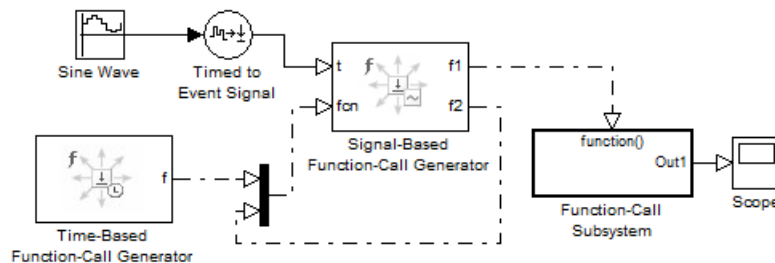 Sine Wave
Timed to
Event Signal
t
f1
fcn
f2
Signal-Based
Function-Call Generator
function()
Out1
Function-Call
Subsystem
Scope
f
Time-Based
Function-Call Generator